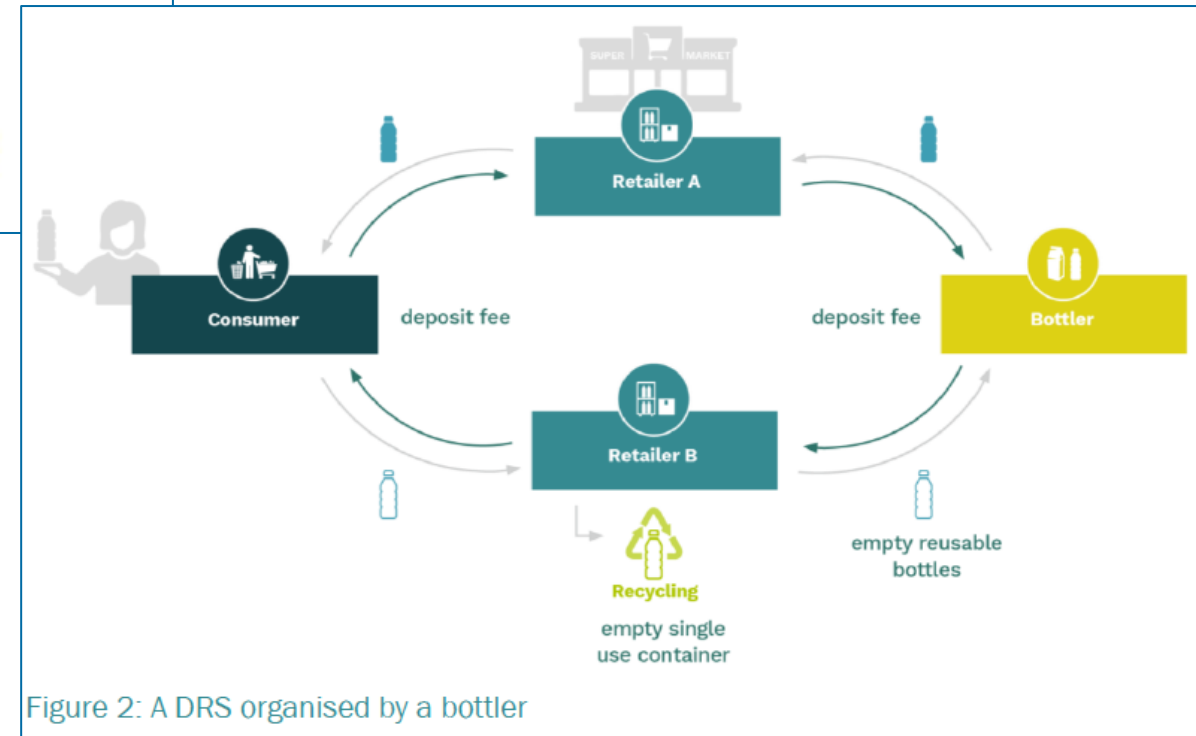 SUPER MARKET
Retailer A
Consumer
deposit fee
deposit fee
Bottler
Retailer B
empty reusable
bottles
Recycling
empty single
use container
Figure 2: A DRS organised by a bottler